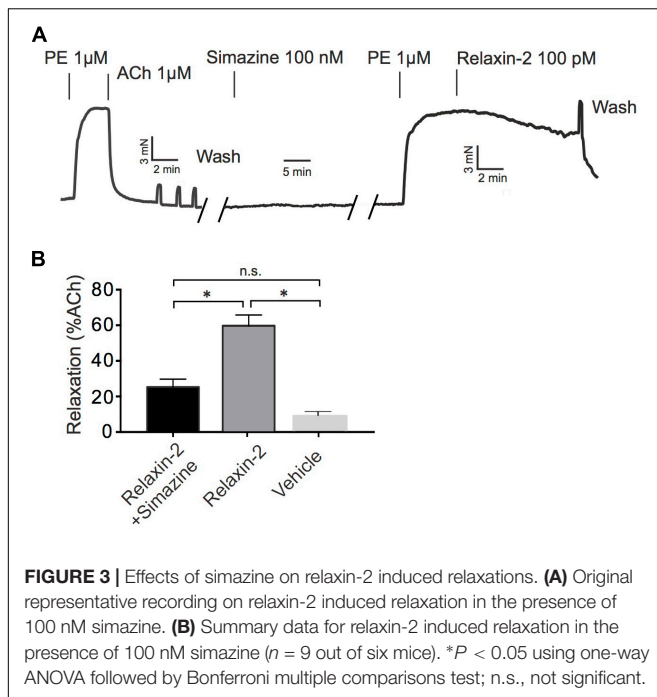 A
PE 1µM
ACh 1µM
Simazine 100 nM
PE 1µM
Relaxin-2 100 pM
3 mN
2 min
Wash
5 min
3 mN
2 min
Wash
B
n.s.
* *
80
60
40
20
0
Relaxation (%ACh)
Relaxin-2
+Simazine
Relaxin-2
Vehicle
FIGURE 3 | Effects of simazine on relaxin-2 induced relaxations. (A) Original
representative recording on relaxin-2 induced relaxation in the presence of
100 nM simazine. (B) Summary data for relaxin-2 induced relaxation in the
presence of 100 nM simazine (n = 9 out of six mice). *P < 0.05 using one-way
ANOVA followed by Bonferroni multiple comparisons test; n.s., not significant.